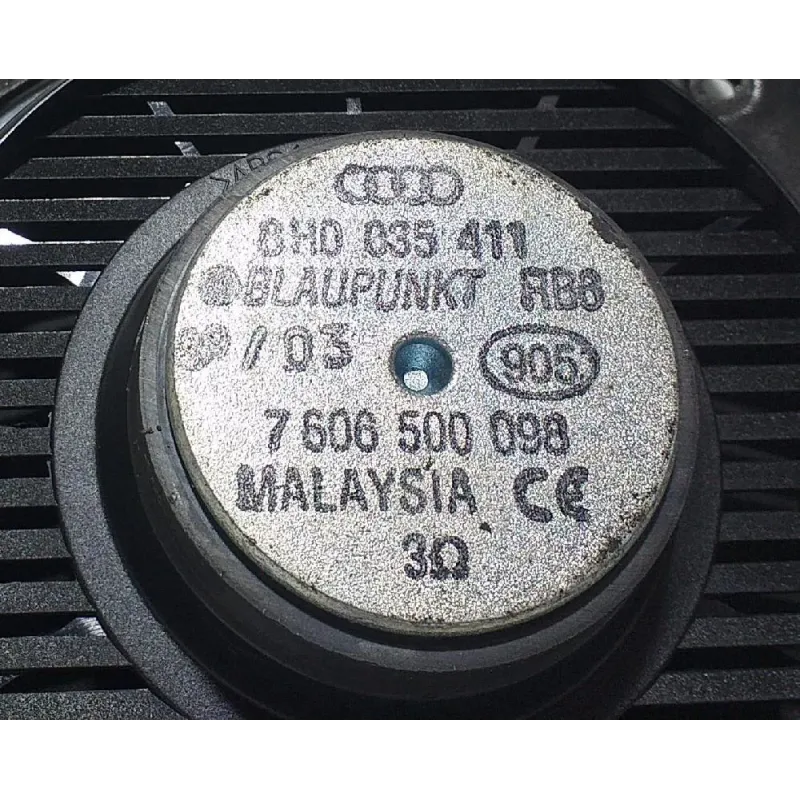 8H0 035 411
BLAUPUNKT RB6
/ 03 905
7 606 500 098
MALAYSIA CE
3Ω